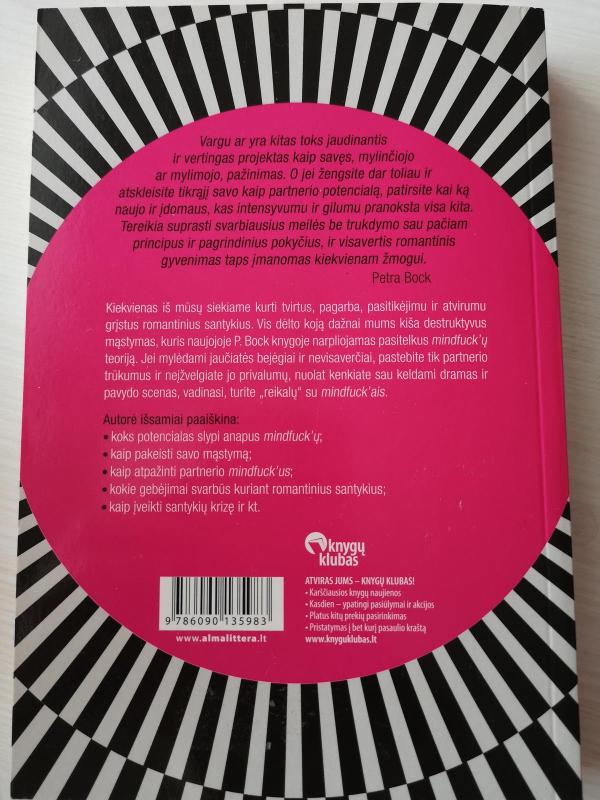 Vargu ar yra kitas toks jaudinantis
ir vertingas projektas kaip savęs, mylinčiojo
ar mylimojo, pažinimas. O jei žengsite dar toliau ir
atskleisite tikrąjį savo kaip partnerio potencialą, patirsite kai ką
naujo ir įdomaus, kas intensyvumu ir gilumu pranoksta visa kita.
Tereikia suprasti svarbiausius meilės be trukdymo sau pačiam
principus ir pagrindinius pokyčius, ir visavertis romantinis
gyvenimas taps įmanomas kiekvienam žmogui.
Petra Bock
Kiekvienas iš mūsų siekiame kurti tvirtus, pagarba, pasitikėjimu ir atvirumu
grįstus romantinius santykius. Vis dėlto koją dažnai mums kiša destruktyvus
mąstymas, kuris naujojoje P. Bock knygoje narpliojamas pasitelkus mindfuck'ų
teoriją. Jei mylėdami jaučiatės bejėgiai ir nevisaverčiai, pastebite tik partnerio
trūkumus ir neįžvelgiate jo privalumų, nuolat kenkiate sau keldami dramas ir
pavydo scenas, vadinasi, turite „reikalų“ su mindfuck'ais.
Autorė išsamiai paaiškina:
• koks potencialas slypi anapus mindfuck'ų;
• kaip pakeisti savo mąstymą;
• kaip atpažinti partnerio mindfuck'us;
• kokie gebėjimai svarbūs kuriant romantinius santykius;
• kaip įveikti santykių krizę ir kt.
knygų
klubas
ATVIRAS JUMS – KNYGŲ KLUBAS!
• Karščiausios knygų naujienos
• Kasdien – ypatingi pasiūlymai ir akcijos
• Platus kitų prekių pasirinkimas
• Pristatymas į bet kurį pasaulio kraštą
www.knyguklubas.lt
9 786090 135983
www.almalittera.lt